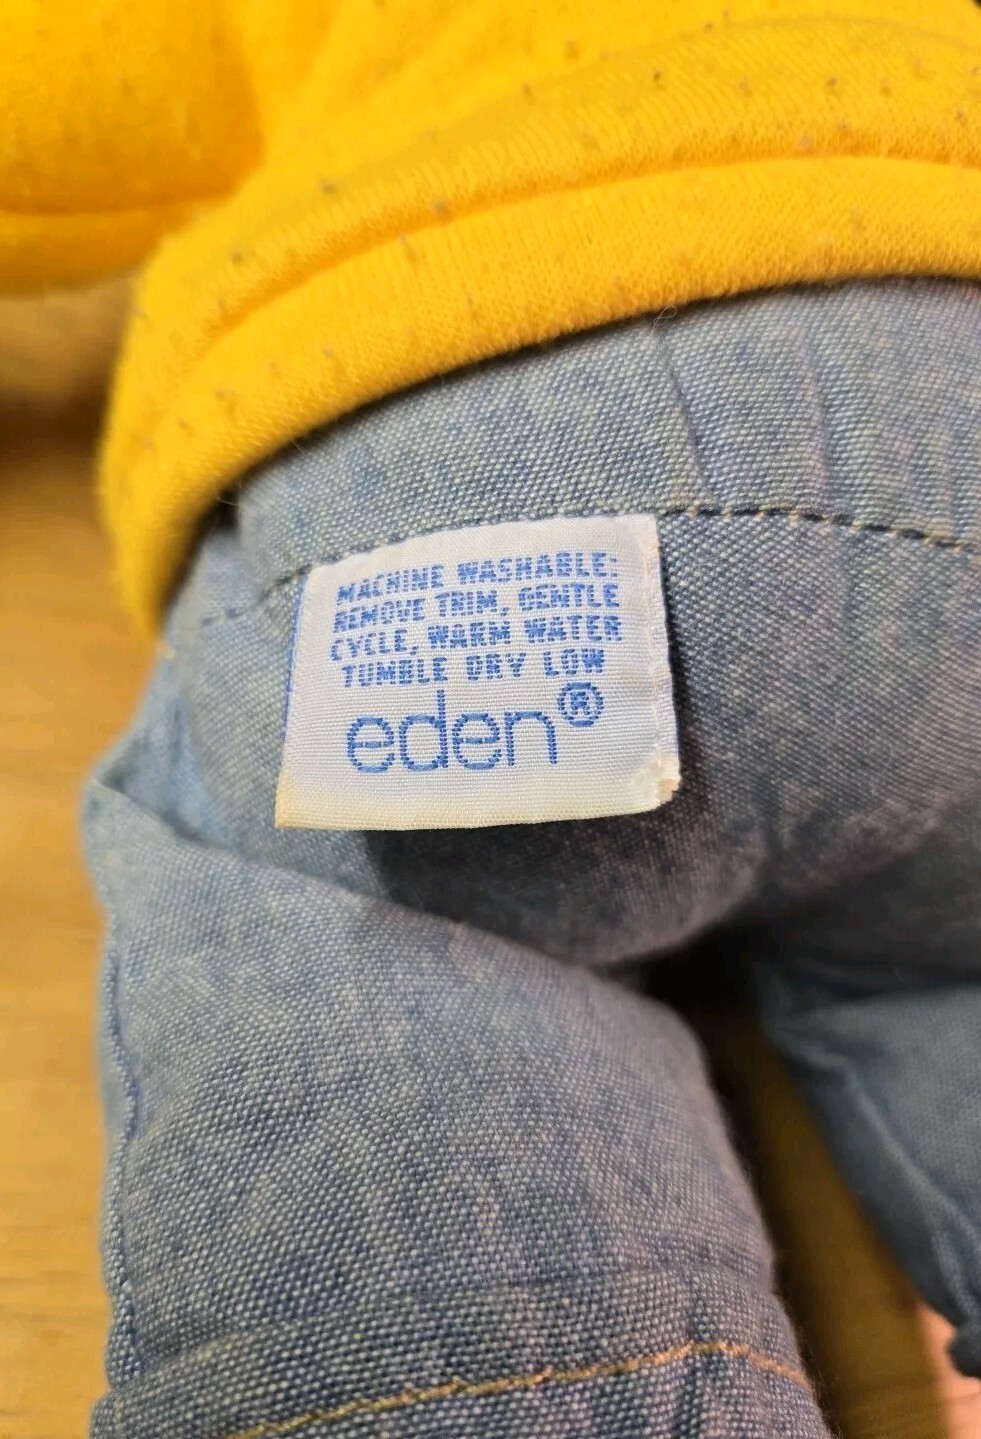 MACHINE WASHABLE:
REMOVE TRIM, GENTLE
CYCLE, WARM WATER
TUMBLE DRY LOW
eden®